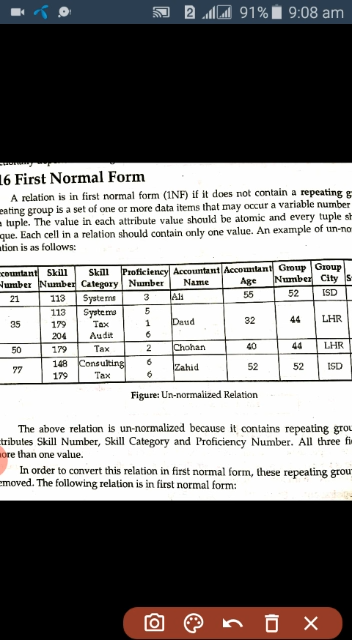 2 91% 9:08 am
16 First Normal Form
A relation is in first normal form (1NF) if it does not contain a repeating
eating group is a set of one or more data items that may occur a variable number
tuple. The value in each attribute value should be atomic and every tuple
que. Each cell in a relation should contain only one value. An example of
tion is as follows:
countant Number Skill Number Skill Category Proficiency Number Accountant Name Accountant Age Group Number Group City
21 113 Systems 3 Ali 55 52 ISD
35 113 179 204 Systems Tax Audit 5 1 6 Daud 32 44 LHR
50 179 Tax 2 Chohan 40 44 LHR
77 148 179 Consulting Tax 6 6 Zahid 52 52 ISD
Figure: Un-normalized Relation
The above relation is un-normalized because it contains repeating
tributes Skill Number, Skill Category and Proficiency Number. All three
ore than one value.
In order to convert this relation in first normal form, these repeating
emoved. The following relation is in first normal form: